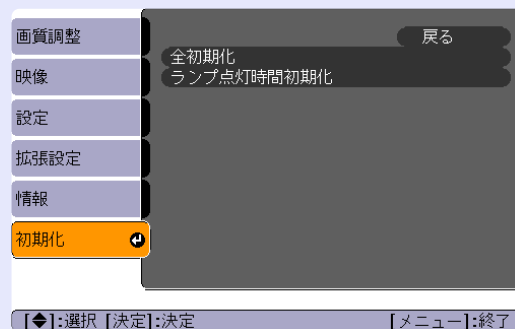 画質調整
映像
設定
拡張設定
情報
初期化
戻る
全初期化
ランプ点灯時間初期化
[◆]:選択 [決定]:決定 [メニュー]:終了